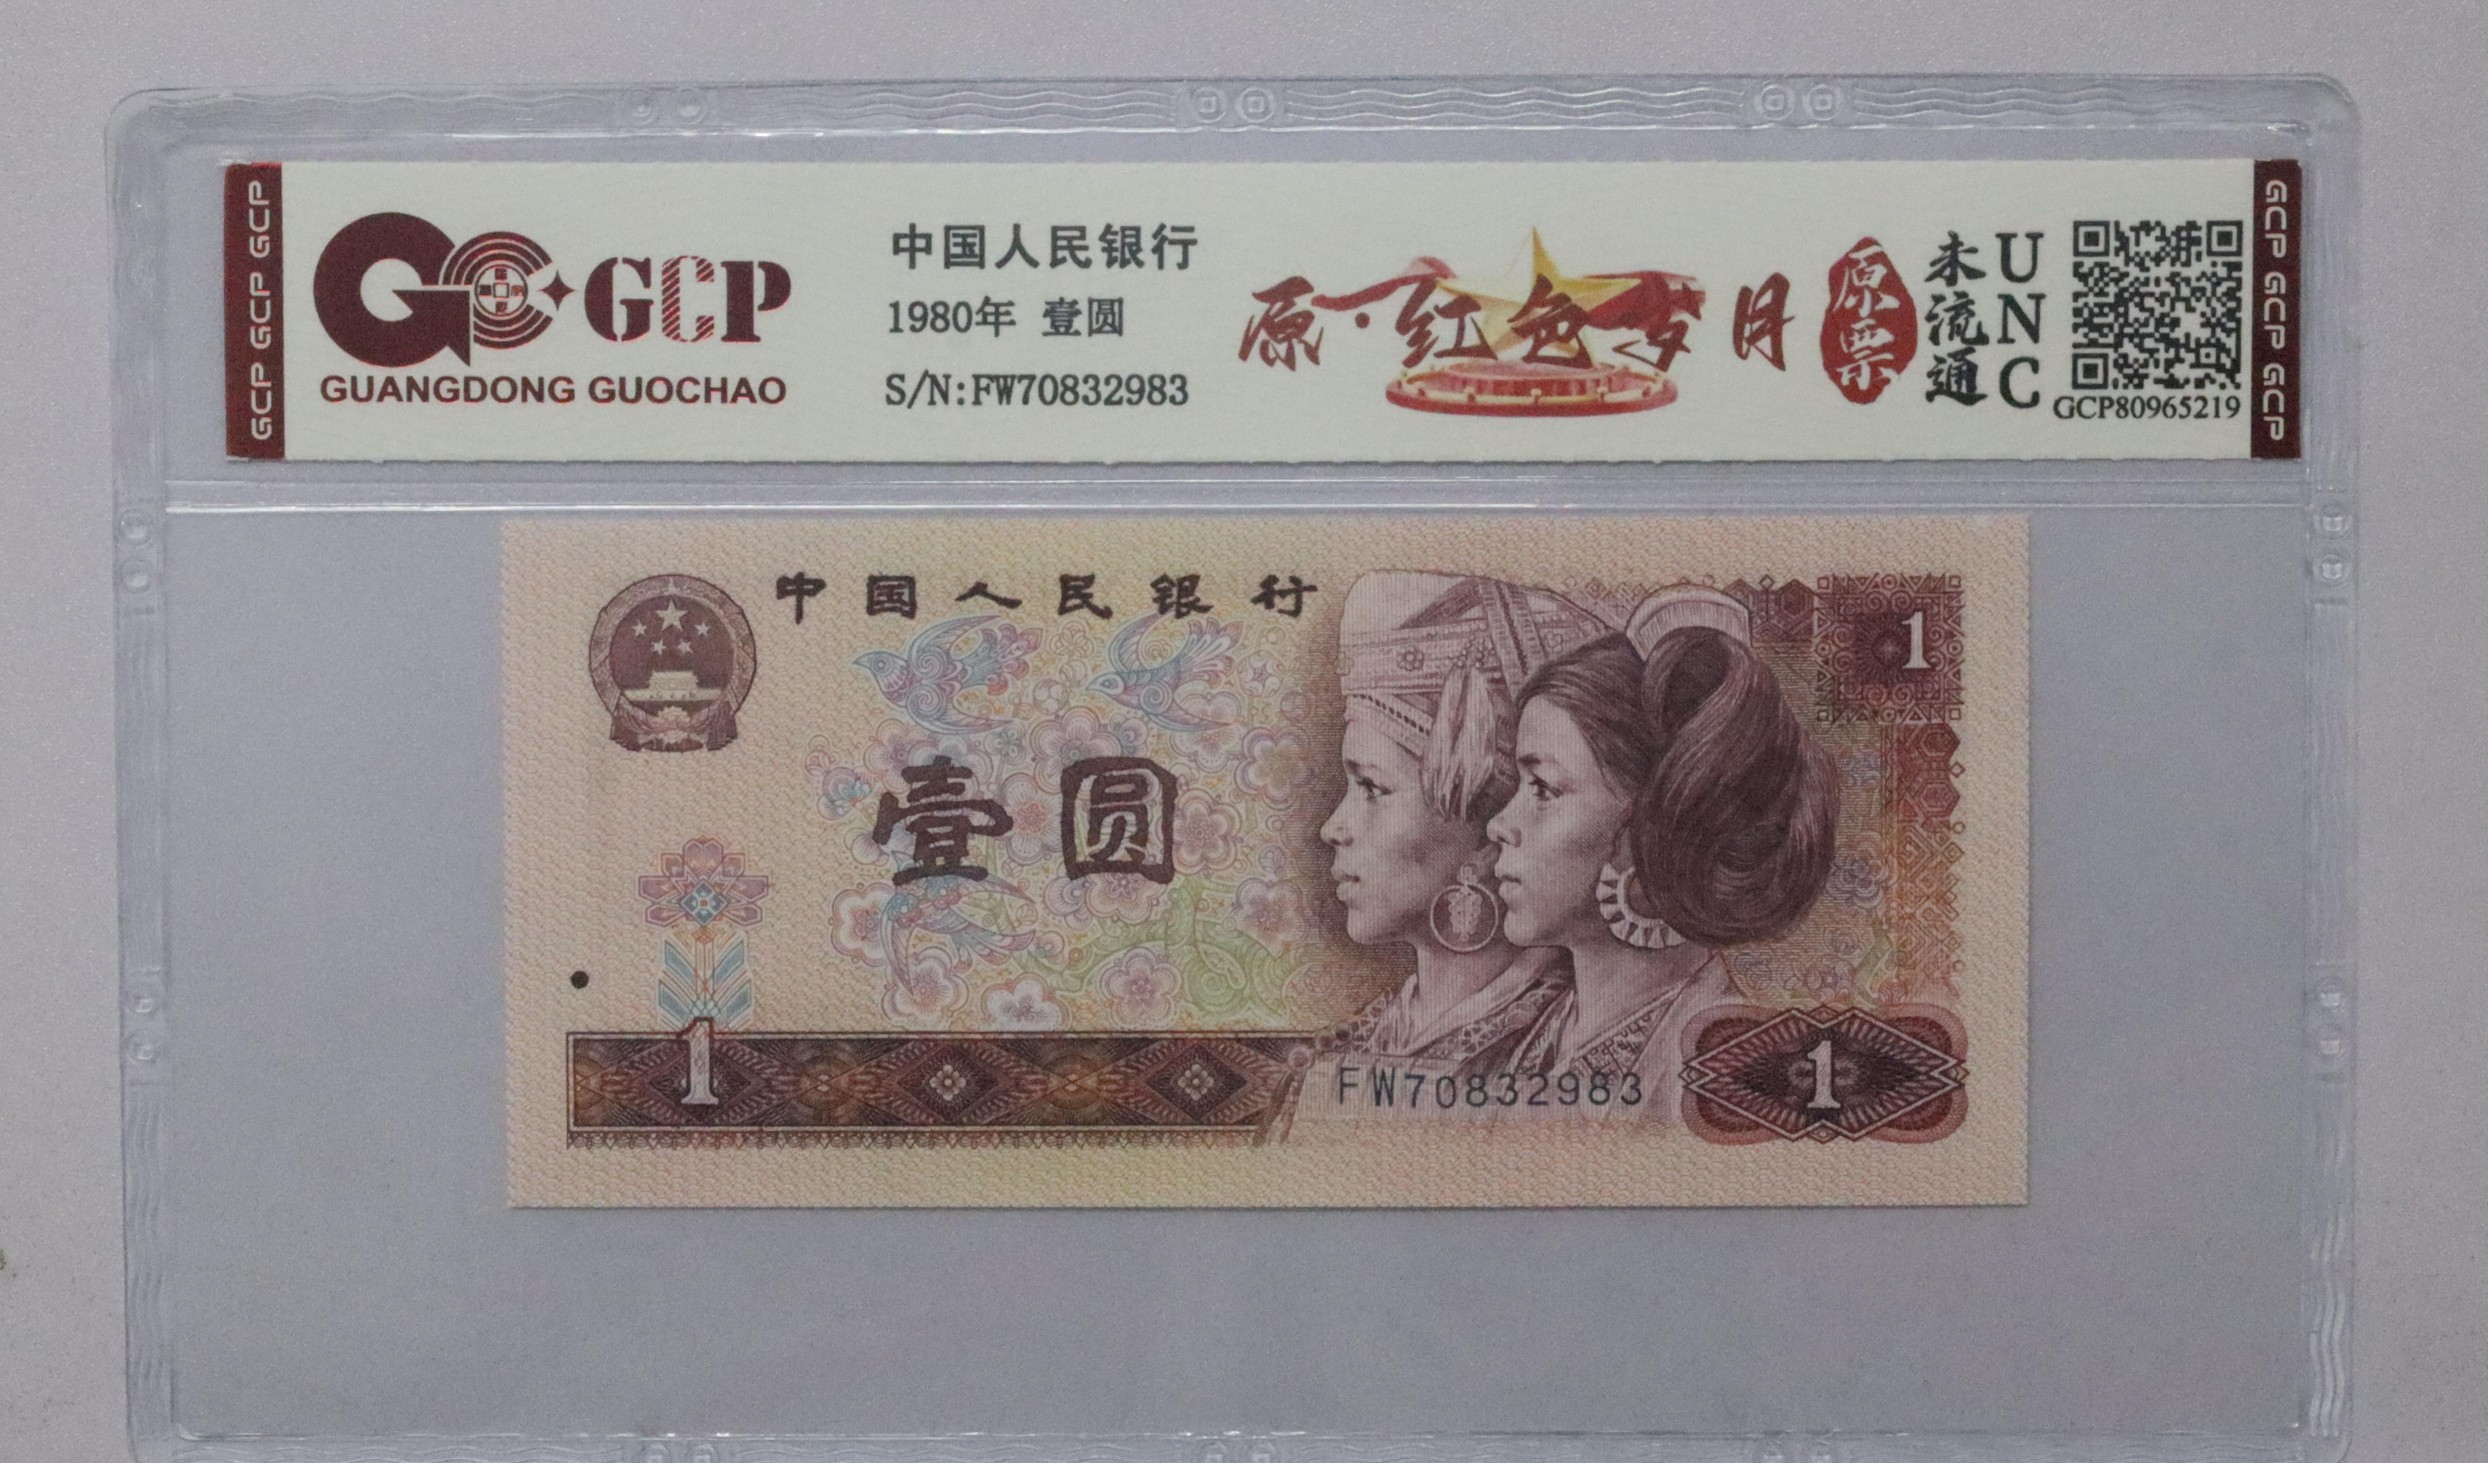 GCP GCP GCP
GCP
GUANGDONG GUOCHAO
中国人民银行
1980年 壹圆
S/N:FW70832983
原·红色岁月
原票
未流通
UNC
GCP80965219
GCP GCP GCP
中国人民银行
1
壹圆
1
FW70832983
1